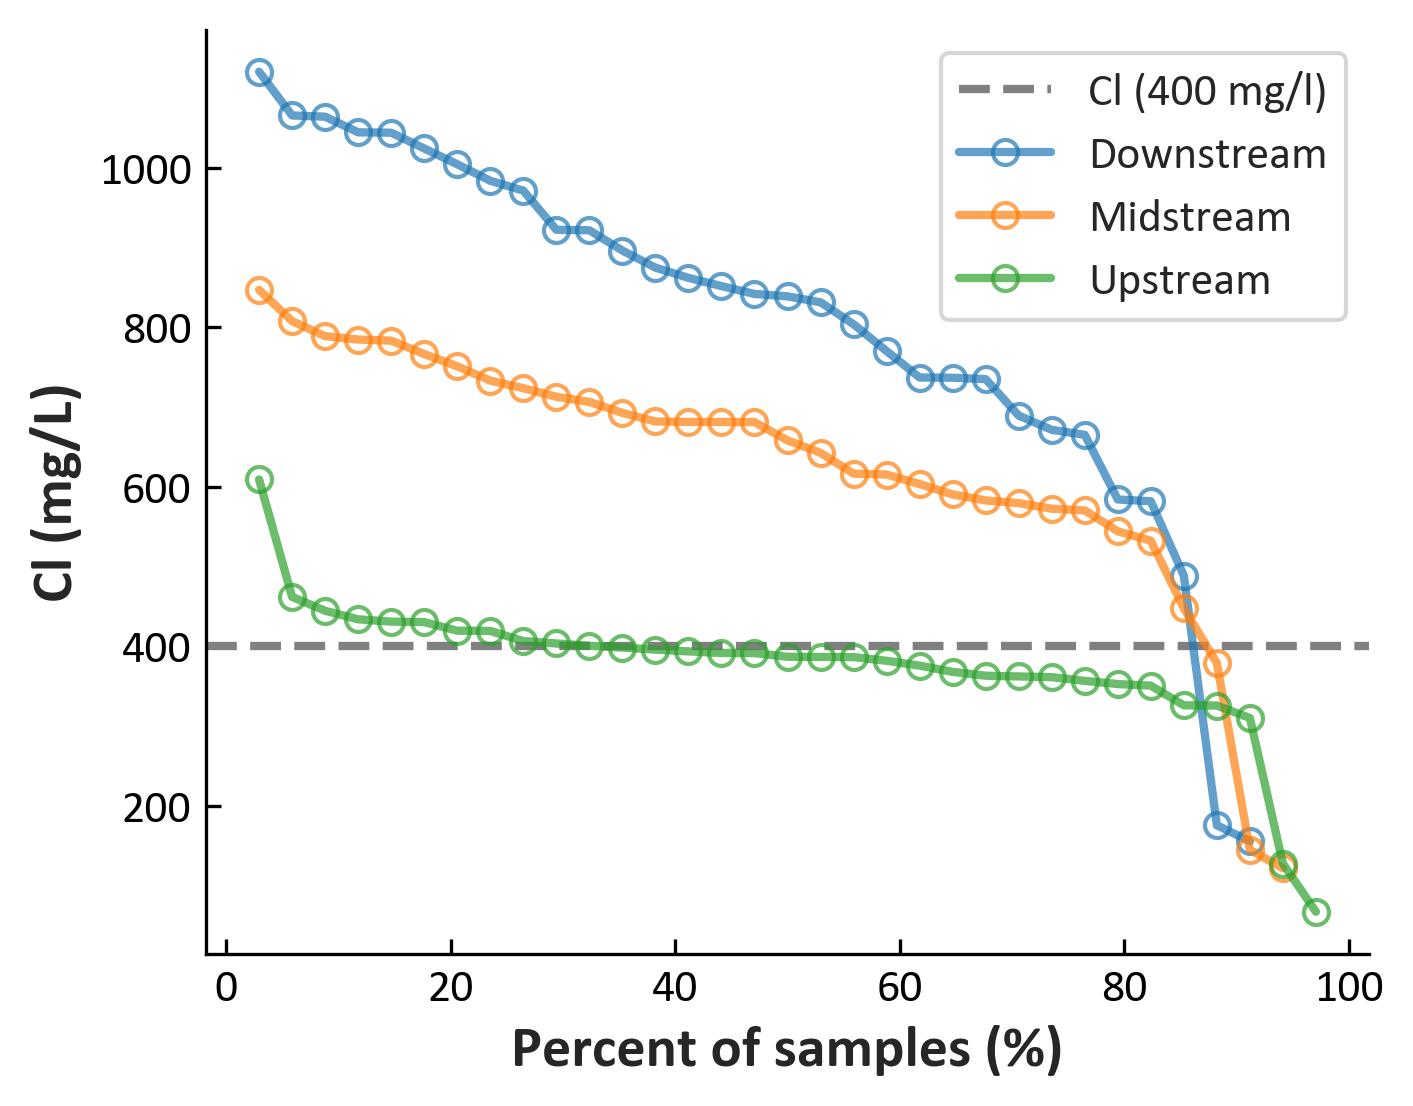 Cl (400 mg/l)
Downstream
Midstream
Upstream
1000
800
600
400
200
Cl (mg/L)
0 20 40 60 80 100
Percent of samples (%)